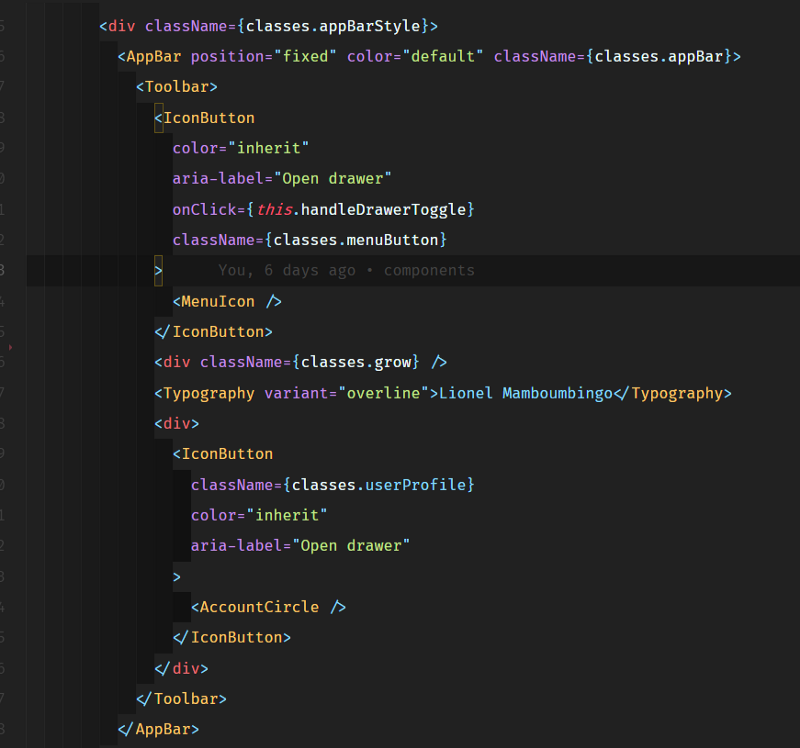 <div className={classes.appBarStyle}>
<AppBar position="fixed" color="default" className={classes.appBar}>
<Toolbar>
<IconButton
color="inherit"
aria-label="Open drawer"
onClick={this.handleDrawerToggle}
className={classes.menuButton}
> You, 6 days ago • components
<MenuIcon />
</IconButton>
<div className={classes.grow} />
<Typography variant="overline">Lionel Mamboumbingo</Typography>
<div>
<IconButton
className={classes.userProfile}
color="inherit"
aria-label="Open drawer"
>
<AccountCircle />
</IconButton>
</div>
</Toolbar>
</AppBar>